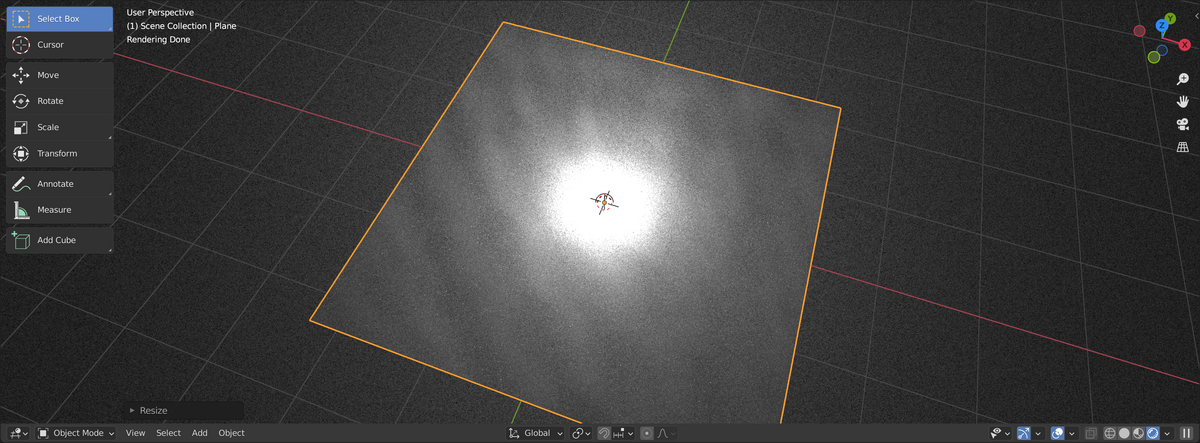 Select Box
Cursor
Move
Rotate
Scale
Transform
Annotate
Measure
Add Cube
User Perspective
(1) Scene Collection | Plane
Rendering Done
Z
Y
X
Resize
Object Mode View Select Add Object Global